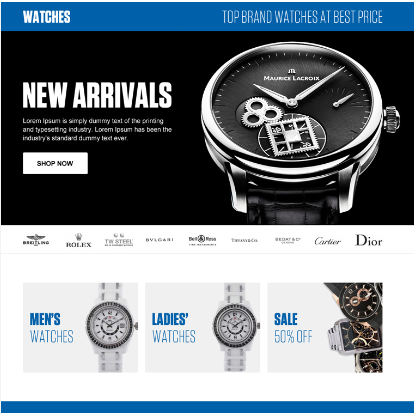 WATCHES
TOP BRAND WATCHES AT BEST PRICE
MAURICE LACROIX
NEW ARRIVALS
Lorem Ipsum is simply dummy text of the printing
and typesetting industry. Lorem Ipsum has been the
industry's standard dummy text ever.
SHOP NOW
BREITLING
ROLEX
TW STEEL
BVLGARI
Bell & Ross
TIFFANY & CO.
BEDAT & C°
Cartier
Dior
MEN'S
WATCHES
LADIES'
WATCHES
SALE
50% OFF